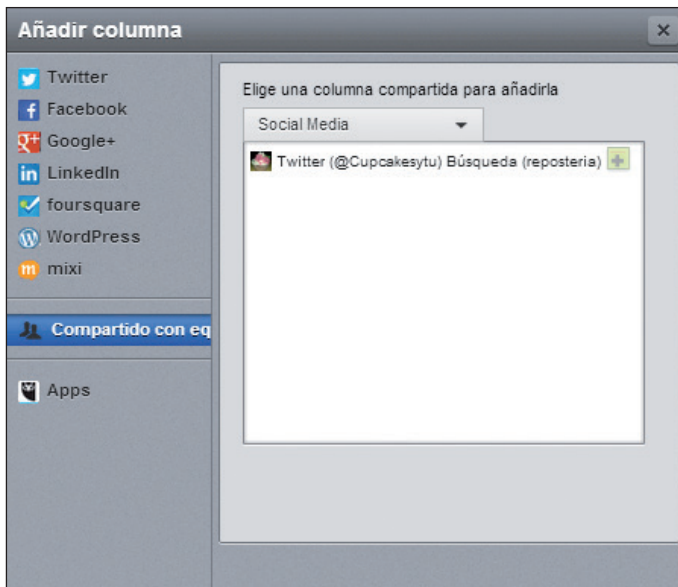 Añadir columna
Twitter
Facebook
Google+
LinkedIn
foursquare
WordPress
mixi
Compartido con eq
Apps
Elige una columna compartida para añadirla
Social Media
Twitter (@Cupcakesytu) Búsqueda (reposteria)